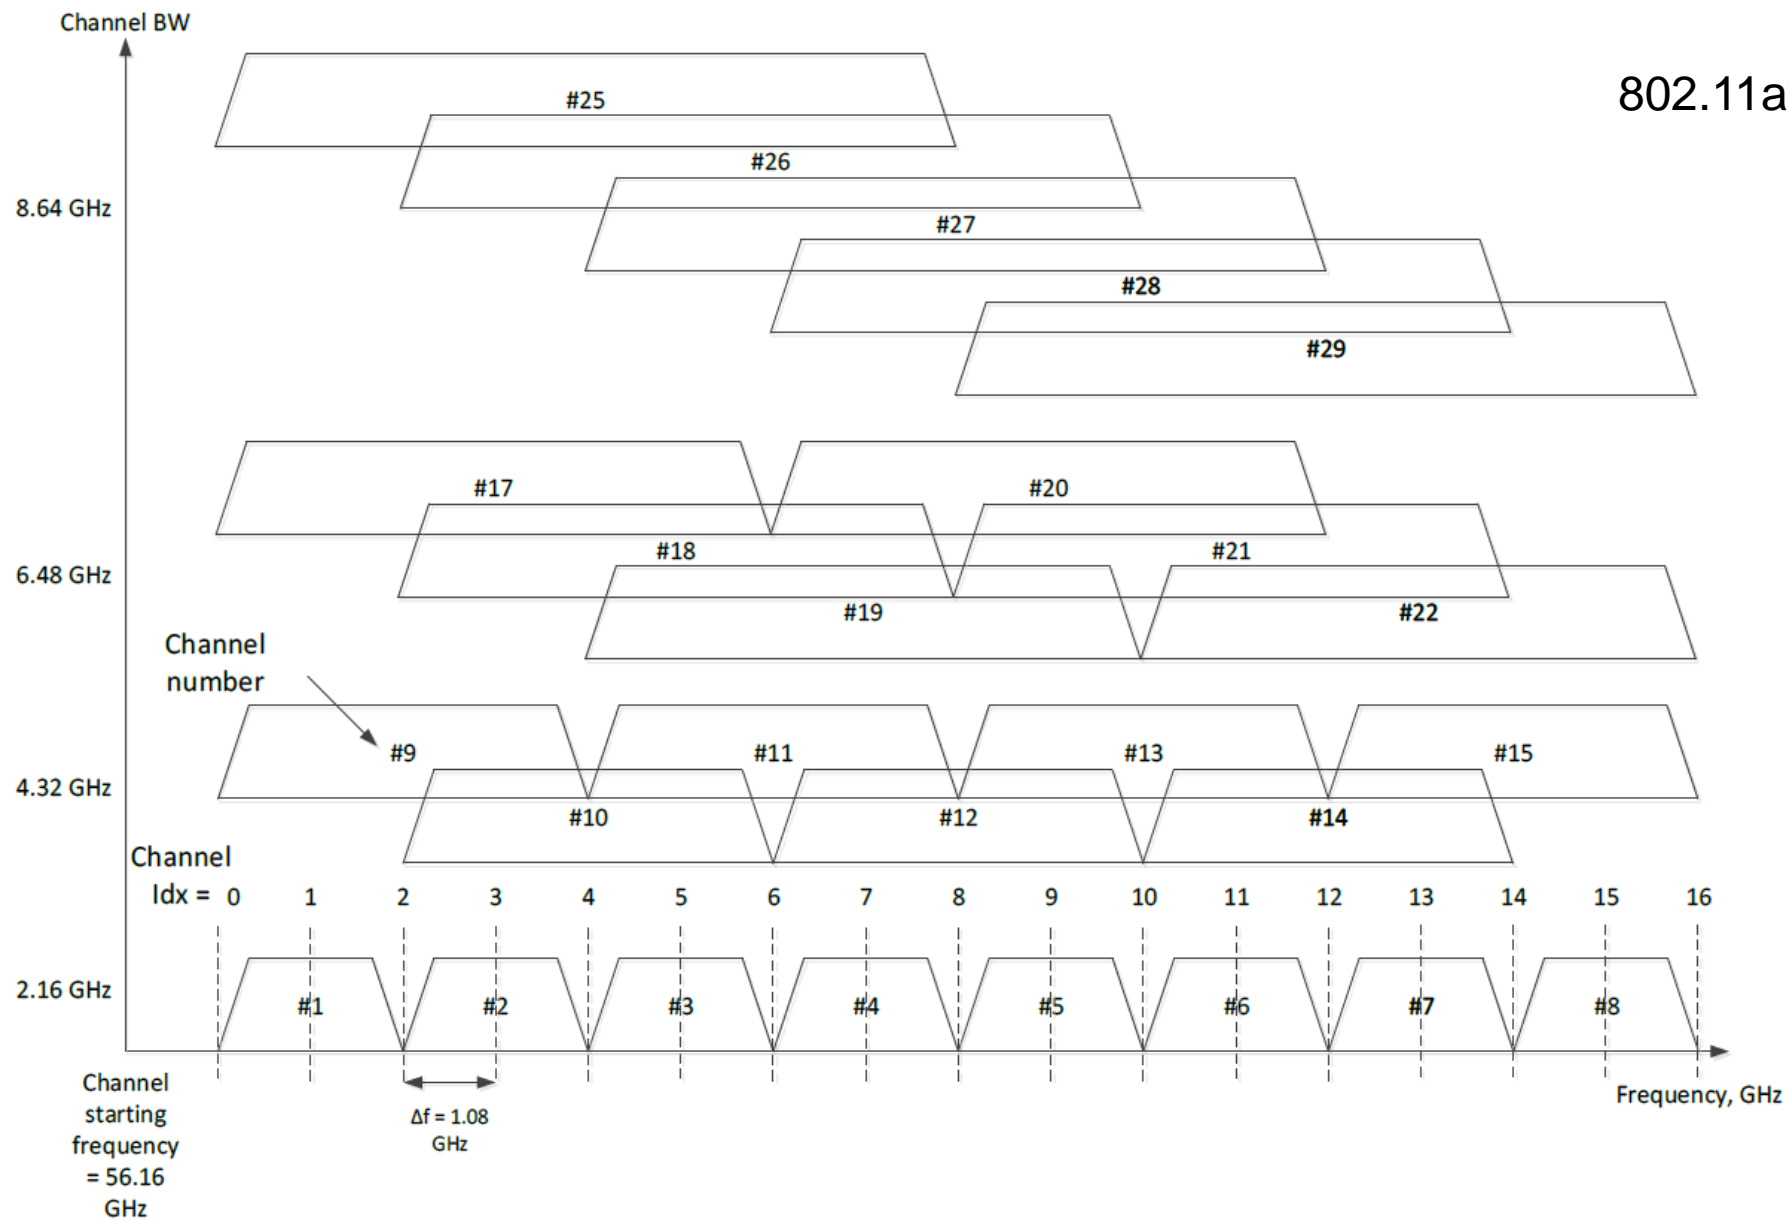 Channel BW
802.11a
#25
#26
8.64 GHz
#27
#28
#29
#17
#20
#18
#21
6.48 GHz
#19
#22
Channel
number
#9
#11
#13
#15
4.32 GHz
#10
#12
#14
Channel
Idx = 0 1 2 3 4 5 6 7 8 9 10 11 12 13 14 15 16
2.16 GHz
#1 #2 #3 #4 #5 #6 #7 #8
Channel
starting
frequency
= 56.16
GHz
Δf = 1.08
GHz
Frequency, GHz